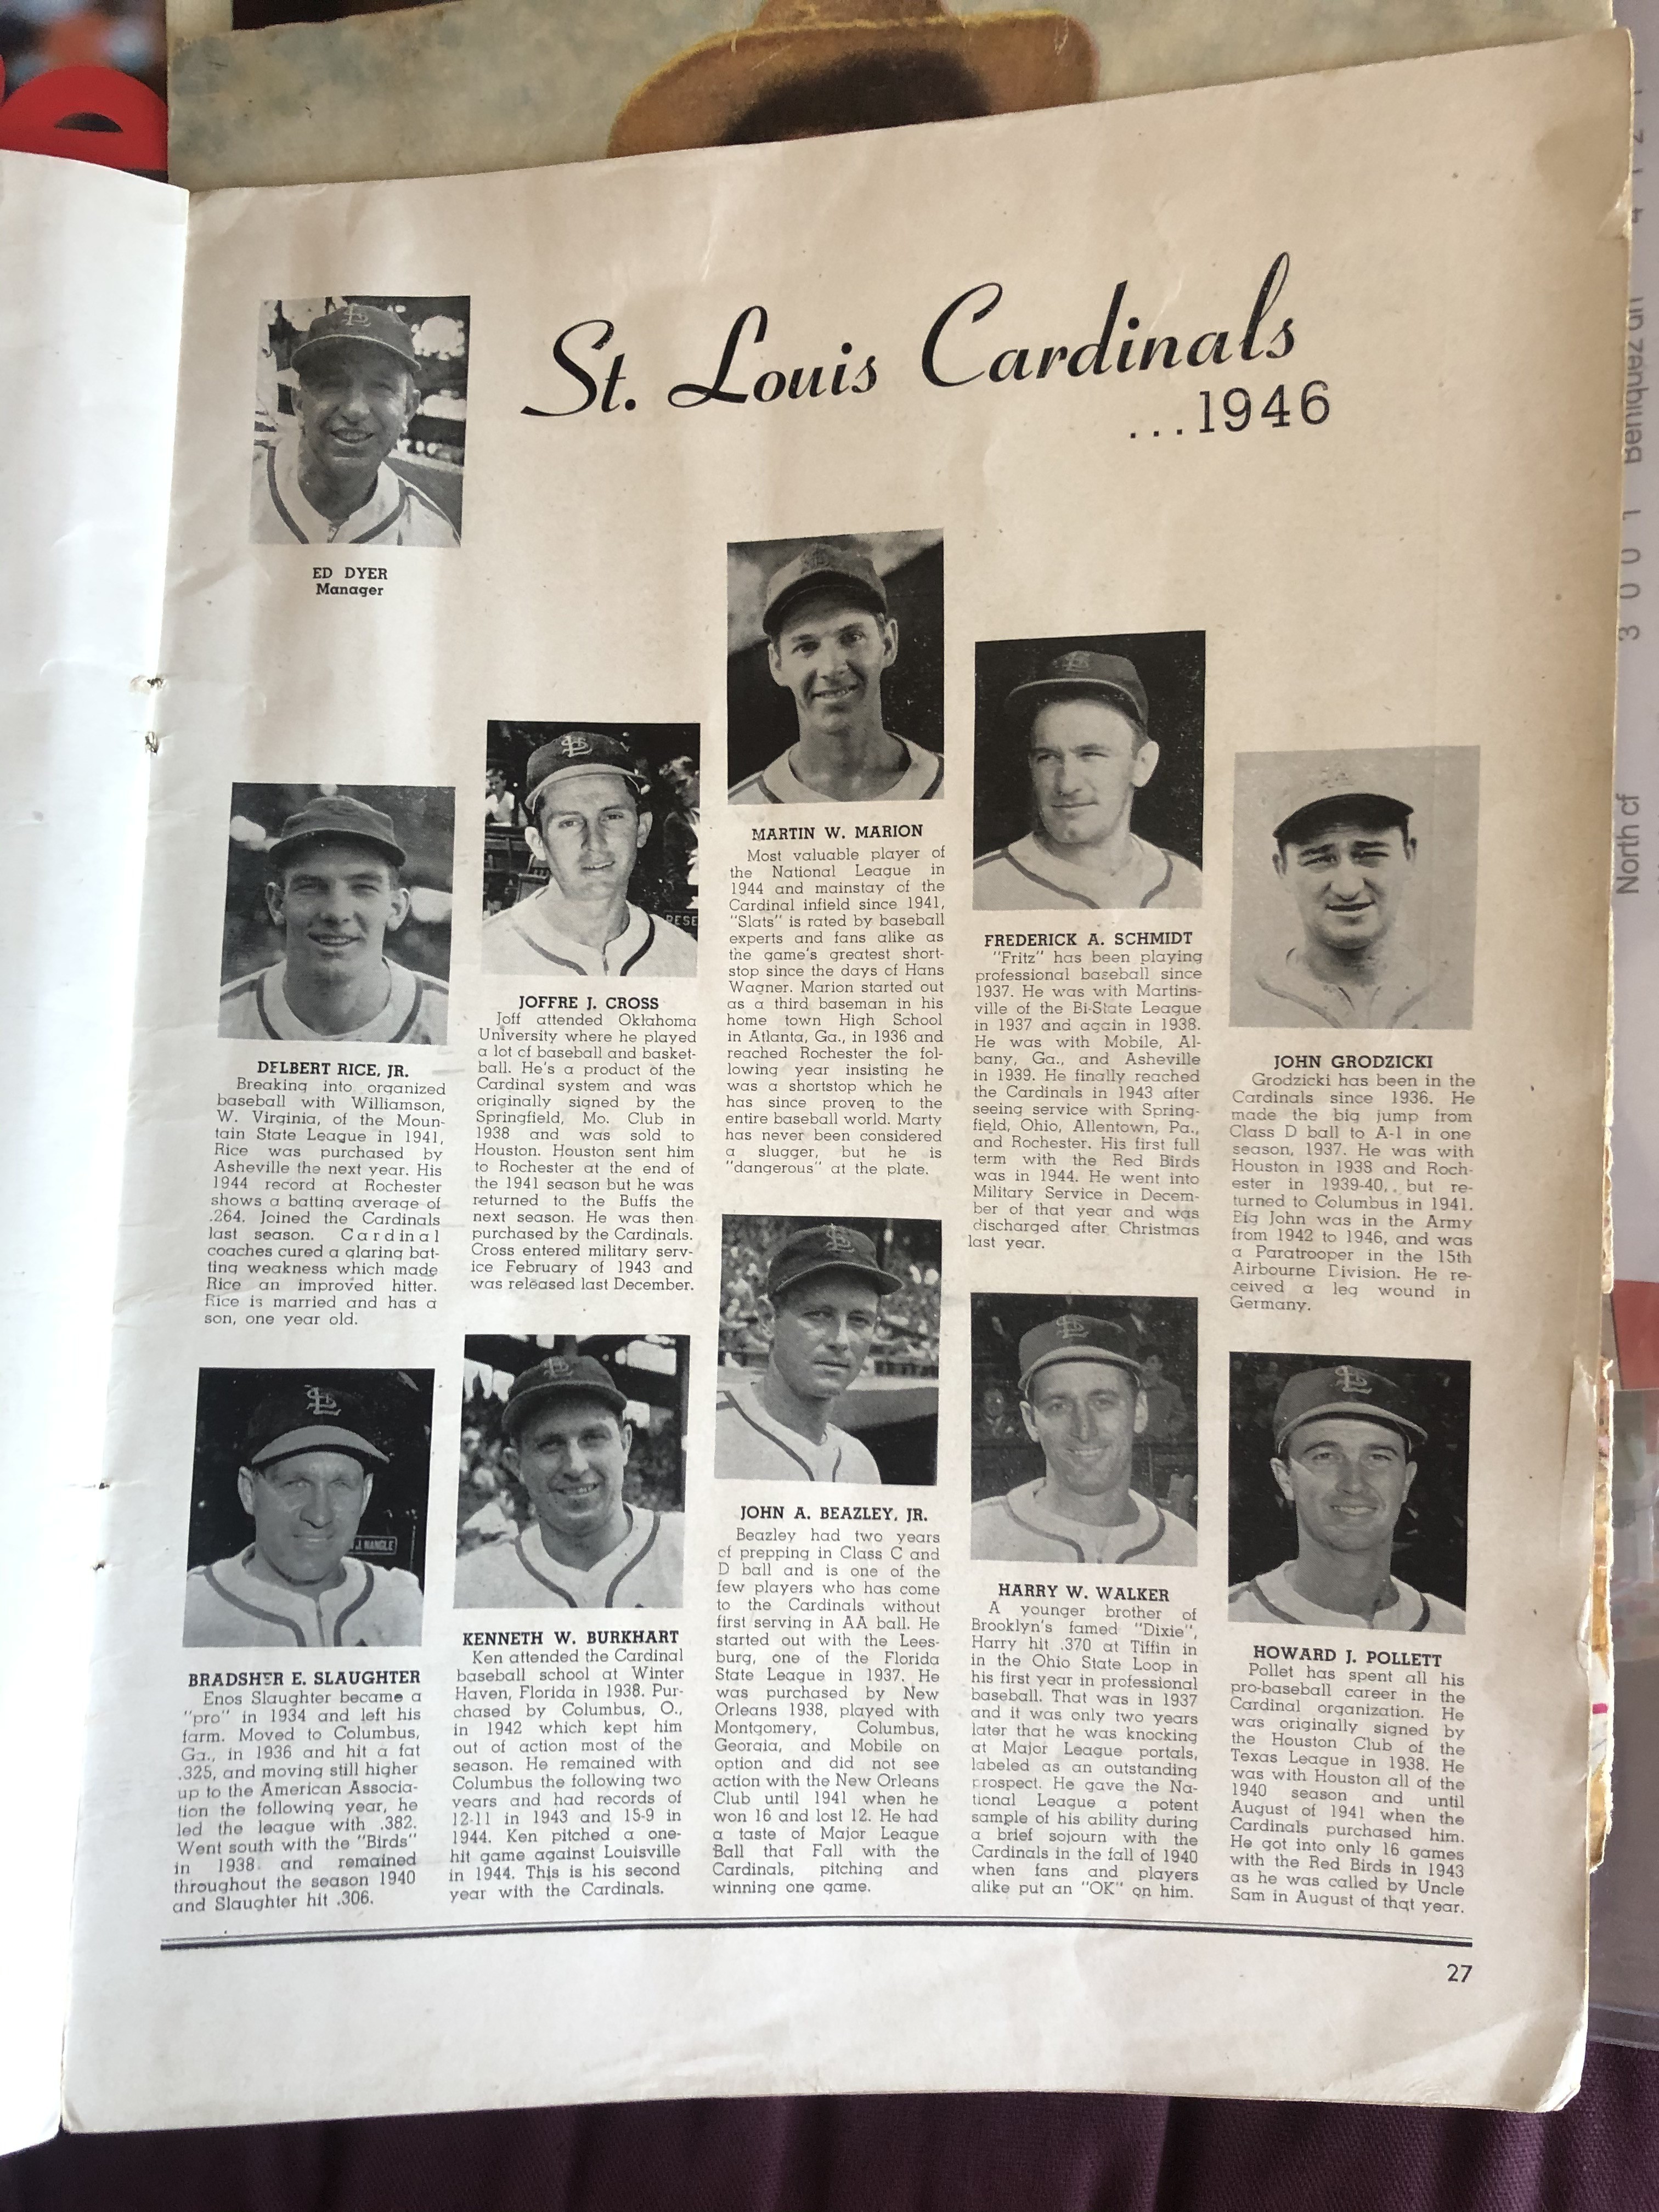 St. Louis Cardinals
...1946
ED DYER
Manager
DELBERT RICE, JR.
Breaking into organized
baseball with Williamson,
W. Virginia, of the Moun-
tain State League in 1941,
Rice was purchased by
Asheville the next year. His
1944 record at Rochester
shows a batting average of
.264. Joined the Cardinals
last season. Cardinal
coaches cured a glaring bat-
ting weakness which made
Rice an improved hitter.
Rice is married and has a
son, one year old.
JOFFRE J. CROSS
Joff attended Oklahoma
University where he played
a lot of baseball and basket-
ball. He's a product of the
Cardinal system and was
originally signed by the
Springfield, Mo. Club in
1938 and was sold to
Houston. Houston sent him
to Rochester at the end of
the 1941 season but he was
returned to the Buffs the
next season. He was then
purchased by the Cardinals.
Cross entered military serv-
ice February of 1943 and
was released last December.
MARTIN W. MARION
Most valuable player of
the National League in
1944 and mainstay of the
Cardinal infield since 1941,
"Slats" is rated by baseball
experts and fans alike as
the game's greatest short-
stop since the days of Hans
Wagner. Marion started out
as a third baseman in his
home town High School
in Atlanta, Ga., in 1936 and
reached Rochester the fol-
lowing year insisting he
was a shortstop which he
has since proven to the
entire baseball world. Marty
has never been considered
a slugger, but he is
"dangerous" at the plate.
FREDERICK A. SCHMIDT
"Fritz" has been playing
professional baseball since
1937. He was with Martins-
ville of the Bi-State League
in 1937 and again in 1938.
He was with Mobile, Al-
bany, Ga., and Asheville
in 1939. He finally reached
the Cardinals in 1943 after
seeing service with Spring-
field, Ohio, Allentown, Pa.,
and Rochester. His first full
term with the Red Birds
was in 1944. He went into
Military Service in Decem-
ber of that year and was
discharged after Christmas
last year.
JOHN GRODZICKI
Grodzicki has been in the
Cardinals since 1936. He
made the big jump from
Class D ball to A-1 in one
season, 1937. He was with
Houston in 1938 and Roch-
ester in 1939-40, but re-
turned to Columbus in 1941.
Big John was in the Army
from 1942 to 1946, and was
a Paratrooper in the 15th
Airbourne Division. He re-
ceived a leg wound in
Germany.
BRADSHER E. SLAUGHTER
Enos Slaughter became a
"pro" in 1934 and left his
farm. Moved to Columbus,
Ga., in 1936 and hit a fat
.325, and moving still higher
up to the American Associa-
tion the following year, he
led the league with .382.
Went south with the "Birds"
in 1938 and remained
throughout the season 1940
and Slaughter hit .306.
KENNETH W. BURKHART
Ken attended the Cardinal
baseball school at Winter
Haven, Florida in 1938. Pur-
chased by Columbus, O.,
in 1942 which kept him
out of action most of the
season. He remained with
Columbus the following two
years and had records of
12-11 in 1943 and 15-9 in
1944. Ken pitched a one-
hit game against Louisville
in 1944. This is his second
year with the Cardinals.
JOHN A. BEAZLEY, JR.
Beazley had two years
of prepping in Class C and
D ball and is one of the
few players who has come
to the Cardinals without
first serving in AA ball. He
started out with the Lees-
burg, one of the Florida
State League in 1937. He
was purchased by New
Orleans 1938, played with
Montgomery, Columbus,
Georgia, and Mobile on
option and did not see
action with the New Orleans
Club until 1941 when he
won 16 and lost 12. He had
a taste of Major League
Ball that Fall with the
Cardinals, pitching and
winning one game.
HARRY W. WALKER
A younger brother of
Brooklyn's famed "Dixie",
Harry hit .370 at Tiffin in
in the Ohio State Loop in
his first year in professional
baseball. That was in 1937
and it was only two years
later that he was knocking
at Major League portals,
labeled as an outstanding
prospect. He gave the Na-
tional League a potent
sample of his ability during
a brief sojourn with the
Cardinals in the fall of 1940
when fans and players
alike put an "OK" on him.
HOWARD J. POLLETT
Pollet has spent all his
pro-baseball career in the
Cardinal organization. He
was originally signed by
the Houston Club of the
Texas League in 1938. He
was with Houston all of the
1940 season and until
August of 1941 when the
Cardinals purchased him.
He got into only 16 games
with the Red Birds in 1943
as he was called by Uncle
Sam in August of that year.
27
RESE
J. NANGLE
North cf
3 0 0 1
Beniquez dh
4 1 2 1